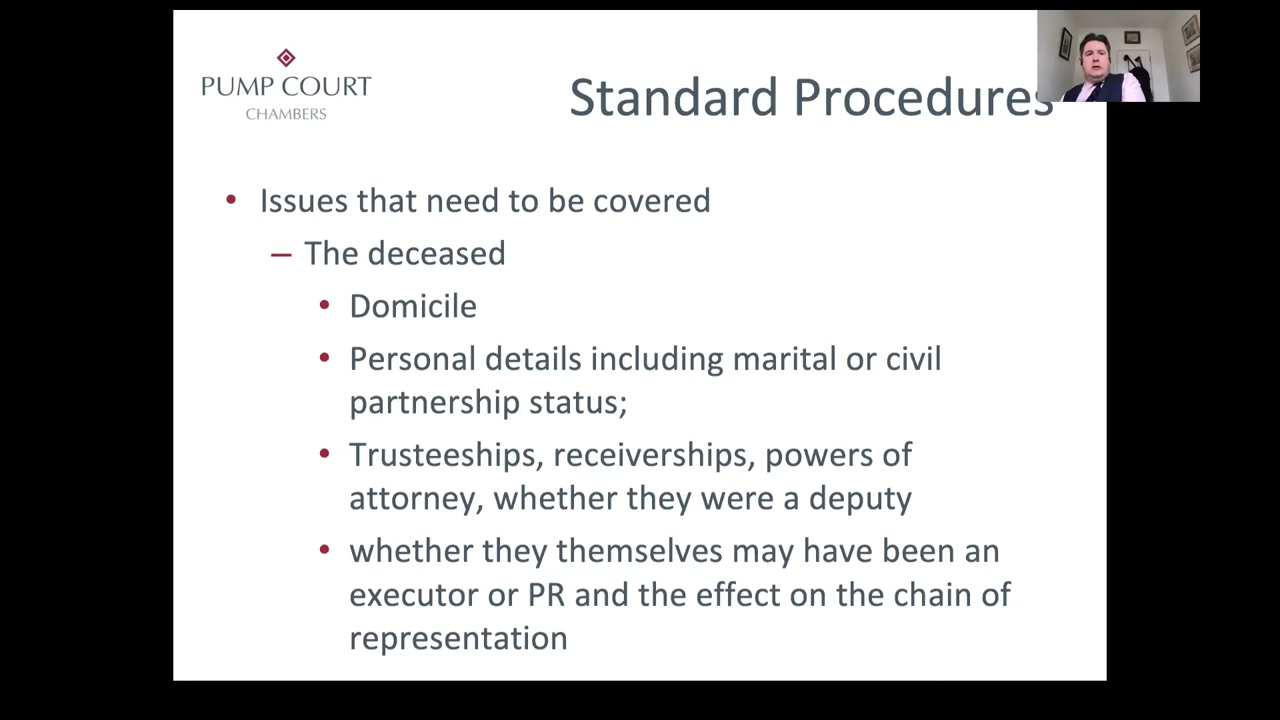 PUMP COURT
CHAMBERS
Standard Procedures
• Issues that need to be covered
– The deceased
• Domicile
• Personal details including marital or civil
partnership status;
• Trusteeships, receiverships, powers of
attorney, whether they were a deputy
• whether they themselves may have been an
executor or PR and the effect on the chain of
representation